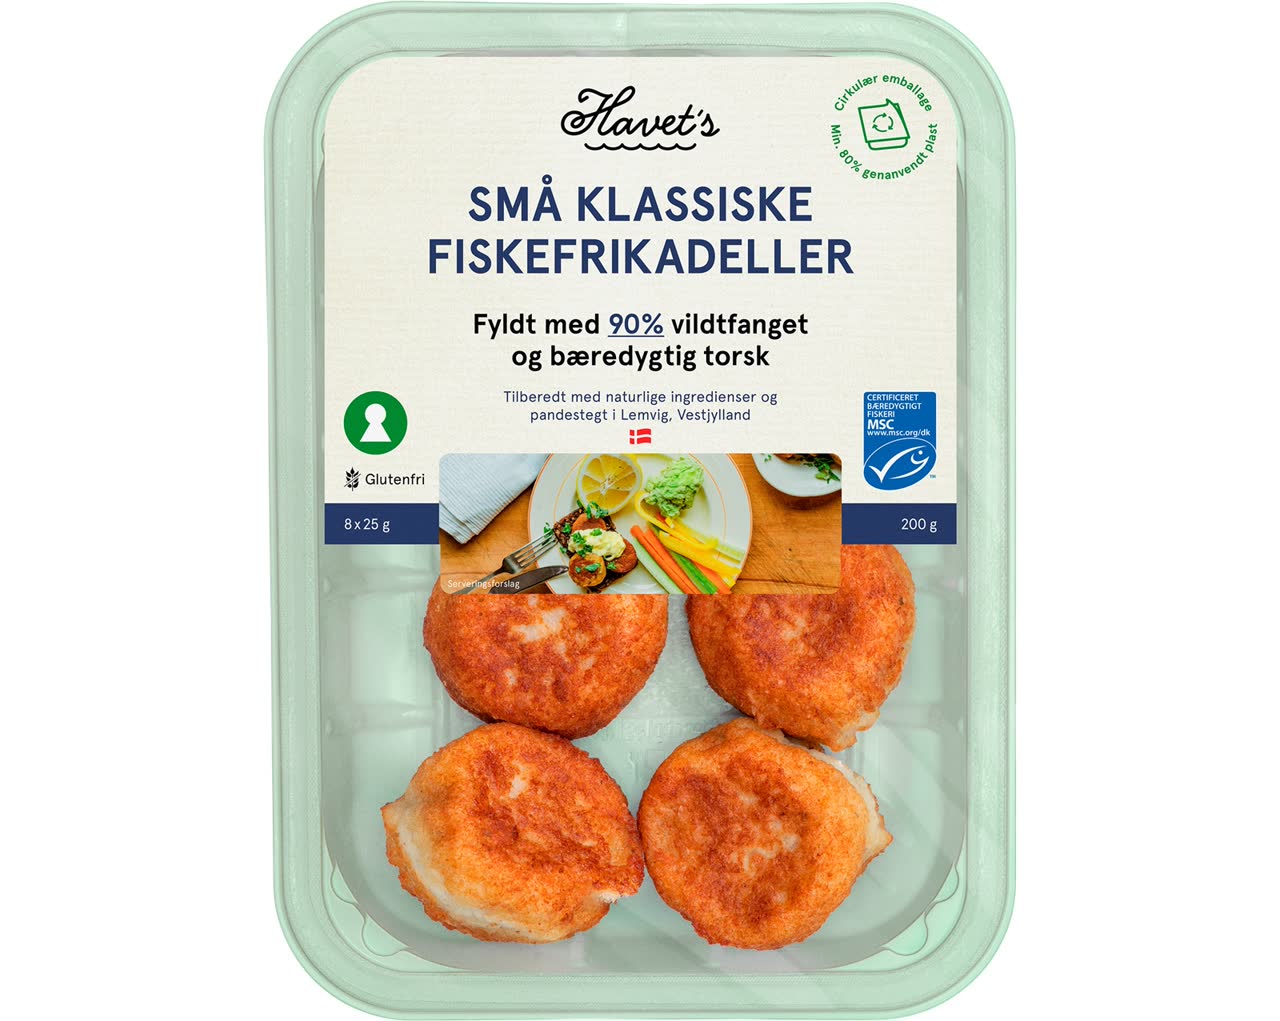 Havet's
Cirkulær emballage
Min. 80% genanvendt plast
SMÅ KLASSISKE
FISKEFRIKADELLER
Fyldt med 90% vildtfanget
og bæredygtig torsk
Tilberedt med naturlige ingredienser og
pandestegt i Lemvig, Vestjylland
CERTIFICERET
BÆREDYGTIGT
FISKERI
MSC
www.msc.org/dk
TM
Glutenfri
8 x 25 g
200 g
Serveringsforslag